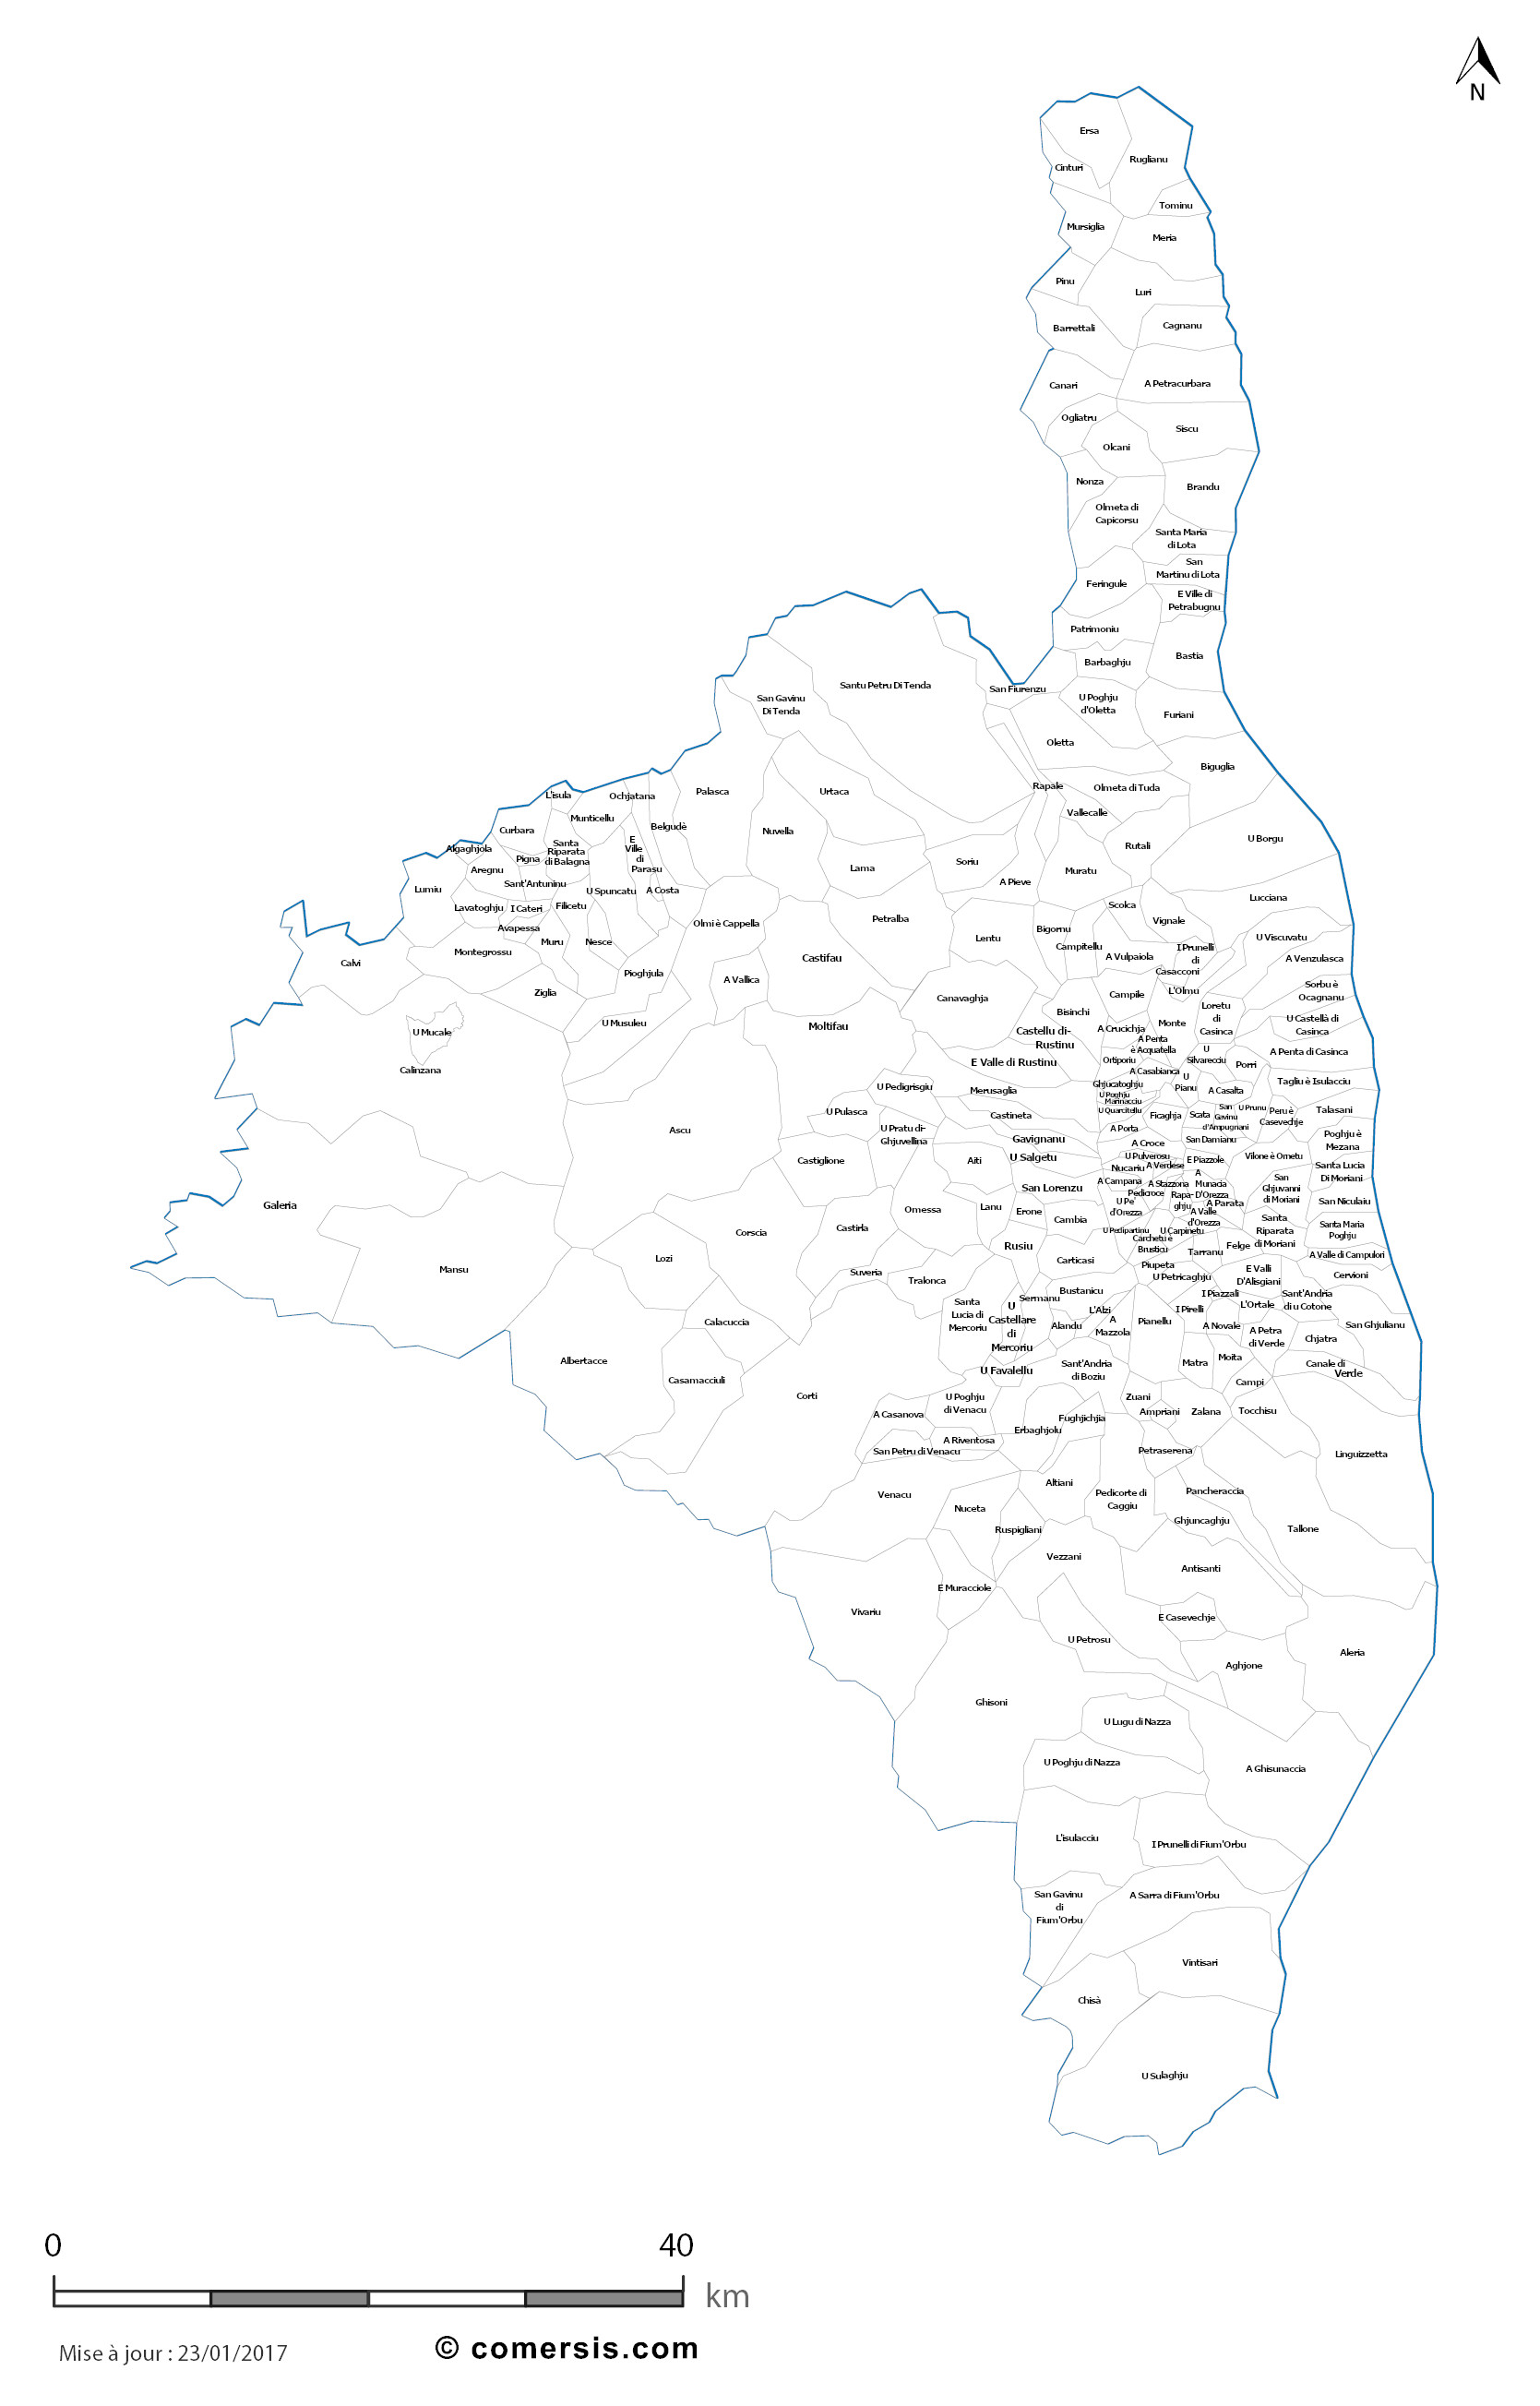 N
Ersa
Ruglianu
Cinturi
Tominu
Mursiglia
Meria
Pinu
Luri
Barrettali
Cagnanu
Canari
A Petracurbara
Ogliatru
Siscu
Olcani
Nonza
Brandu
Olmeta di
Capicorsu
Santa Maria
di Lota
San
Martinu di Lota
Feringule
E Ville di
Petrabugnu
Patrimoniu
Bastia
Barbaghju
Santu Petru Di Tenda
San Fiurenzu
San Gavinu
Di Tenda
U Poghju
d'Oletta
Furiani
Oletta
Biguglia
Rapale
Olmeta di Tuda
L'isula
Ochjatana
Palasca
Urtaca
Vallecalle
Munticellu
Belgudè
Nuvella
Curbara
Rutali
U Borgu
Algaghjola
Santa
Riparata
di Balagna
E
Ville
di
Parasu
Pigna
Soriu
Aregnu
Lama
Muratu
Lumiu
Sant'Antuninu
U Spuncatu
A Costa
A Pieve
Lucciana
Lavatoghju
I Cateri
Filicetu
Scolca
Petralba
Vignale
Avapessa
Olmi è Cappella
Bigornu
Lentu
U Viscuvatu
Muru
Nesce
Campitellu
I Prunelli
di
Casacconi
Montegrossu
A Vulpaiola
Castifau
A Venzulasca
Calvi
Pioghjula
A Vallica
Ziglia
Canavaghja
Campile
L'Olmu
Sorbu è
Ocagnanu
Bisinchi
Loretu
di
Casinca
U Castellà di
Casinca
U Mucale
U Musuleu
Moltifau
Castellu di-
Rustinu
A Crucichja
Monte
A Penta
è Acquatella
E Valle di Rustinu
Ortiporiu
U
Silvarecciu
Porri
A Penta di Casinca
Calinzana
A Casabianca
U Pedigrisgiu
Merusaglia
Ghjucatoghju
U
Pianu
A Casalta
Tagliu è Isulacciu
U Poghju
Marinacciu
U Pulasca
Castineta
U Quarcitellu
Ficaghja
Scata
San
Gavinu
d'Ampugnani
U Prunu
Peru è
Casevechje
Talasani
Ascu
U Pratu di-
Ghjuvellina
A Porta
Gavignanu
A Croce
San Damianu
Poghju è
Mezana
Castiglione
Aiti
U Salgetu
U Pulverosu
E Piazzole
Vilone è Ornetu
Nucariu
A Verdese
Santa Lucia
Di Moriani
San Lorenzu
A Campana
A Stazzona
A
Munacia
D'Orezza
San
Ghjuvanni
di Moriani
Pedicroce
Rapa-
ghju
San Niculaiu
Galeria
Omessa
Lanu
Erone
U Pe'
d'Orezza
A Parata
Cambia
A Valle
d'Orezza
Castirla
Corscia
U Pedipartinu
U Carpinetu
Santa
Riparata
di Moriani
Santa Maria
Poghju
Rusiu
Carchetu è
Brusticu
Felge
Lozi
Carticasi
Tarranu
A Valle di Campulori
Mansu
Suveria
Piupeta
Tralonca
U Petricaghju
E Valli
D'Alisgiani
Cervioni
Bustanicu
Sermanu
I Piazzali
Sant'Andria
di u Cotone
Santa
Lucia di
Mercoriu
U
Castellare
di
Mercoriu
L'Alzi
I Pirelli
L'Ortale
Calacuccia
Alandu
A
Mazzola
Pianellu
A Novale
San Ghjulianu
A Petra
di Verde
Chjatra
Albertacce
U Favalellu
Sant'Andria
di Boziu
Matra
Moita
Canale di
Verde
Casamacciuli
Campi
Corti
U Poghju
di Venacu
Zuani
A Casanova
Fughjichjia
Ampriani
Zalana
Tocchisu
Erbaghjolu
A Riventosa
San Petru di Venacu
Petraserena
Linguizzetta
Altiani
Venacu
Pedicorte di
Caggiu
Pancheraccia
Nuceta
Ruspigliani
Ghjuncaghju
Tallone
Vezzani
Antisanti
E Muracciole
Vivariu
E Casevechje
U Petrosu
Aleria
Aghjone
Ghisoni
U Lugu di Nazza
U Poghju di Nazza
A Ghisunaccia
L'isulacciu
I Prunelli di Fium'Orbu
San Gavinu
di
Fium'Orbu
A Sarra di Fium'Orbu
Vintisari
Chisà
U Sulaghju
0
40
km
Mise à jour : 23/01/2017
© comersis.com